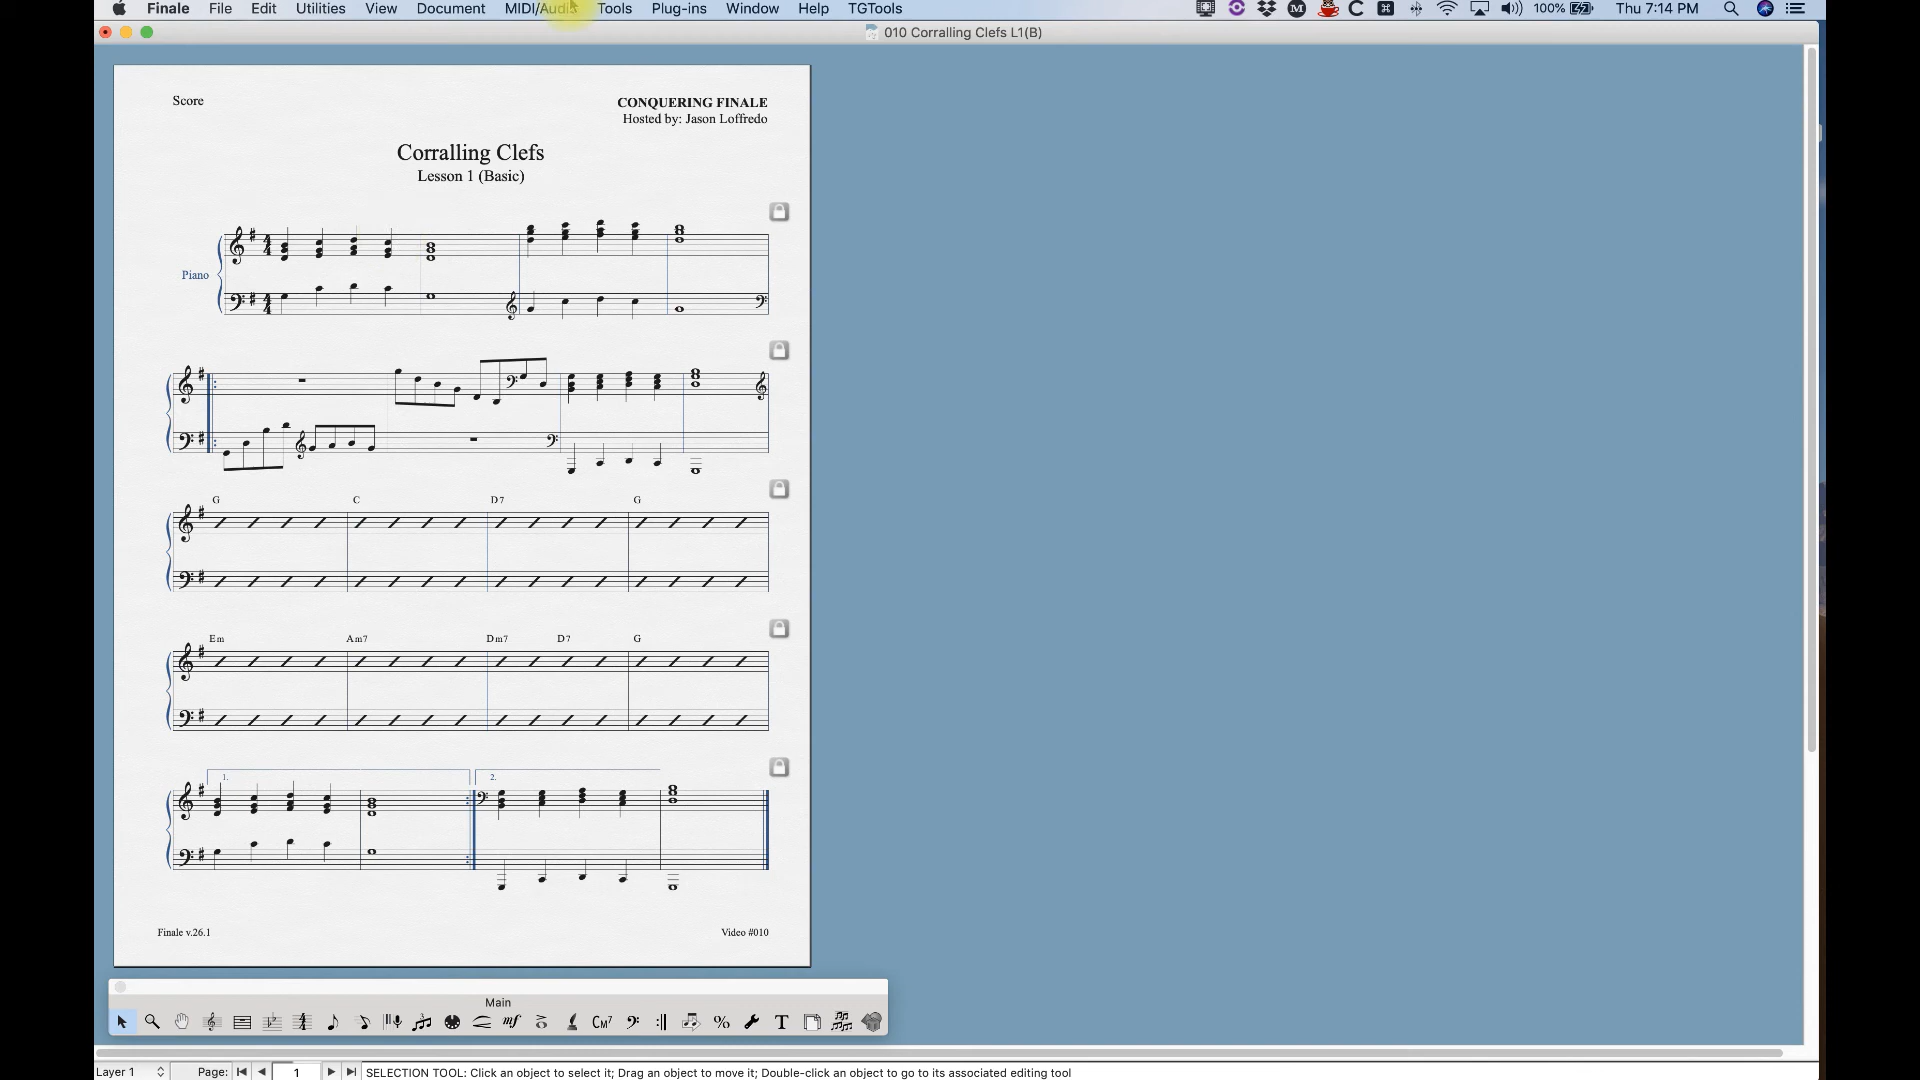 Finale File Edit Utilities View Document MIDI/Audio Tools Plug-ins Window Help TGTools 100% Thu 7:14 PM
010 Corralling Clefs L1(B)
Score
CONQUERING FINALE
Hosted by: Jason Loffredo
Corralling Clefs
Lesson 1 (Basic)
Piano
G C D7 G
Em Am7 Dm7 D7 G
1. 2.
Finale v.26.1 Video #010
Main
mf CM7 % T
Layer 1 Page: 1 SELECTION TOOL: Click an object to select it; Drag an object to move it; Double-click an object to go to its associated editing tool